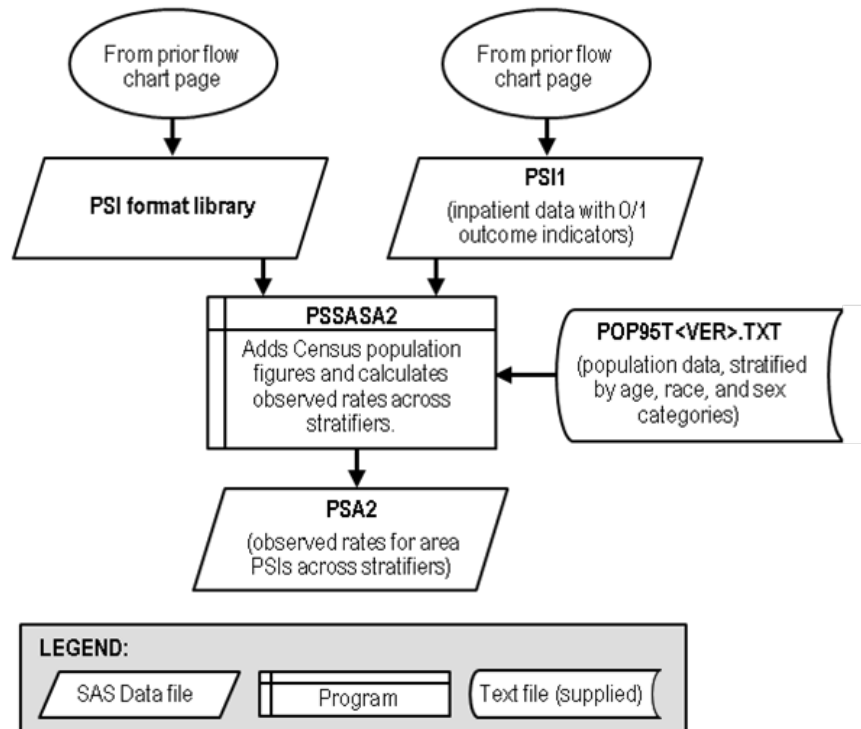 From prior flow
chart page
From prior flow
chart page
PSI format library
PSI1
(inpatient data with 0/1
outcome indicators)
PSSASA2
Adds Census population
figures and calculates
observed rates across
stratifiers.
POP95T<VER>.TXT
(population data, stratified
by age, race, and sex
categories)
PSA2
(observed rates for area
PSIs across stratifiers)
LEGEND:
SAS Data file
Program
Text file (supplied)